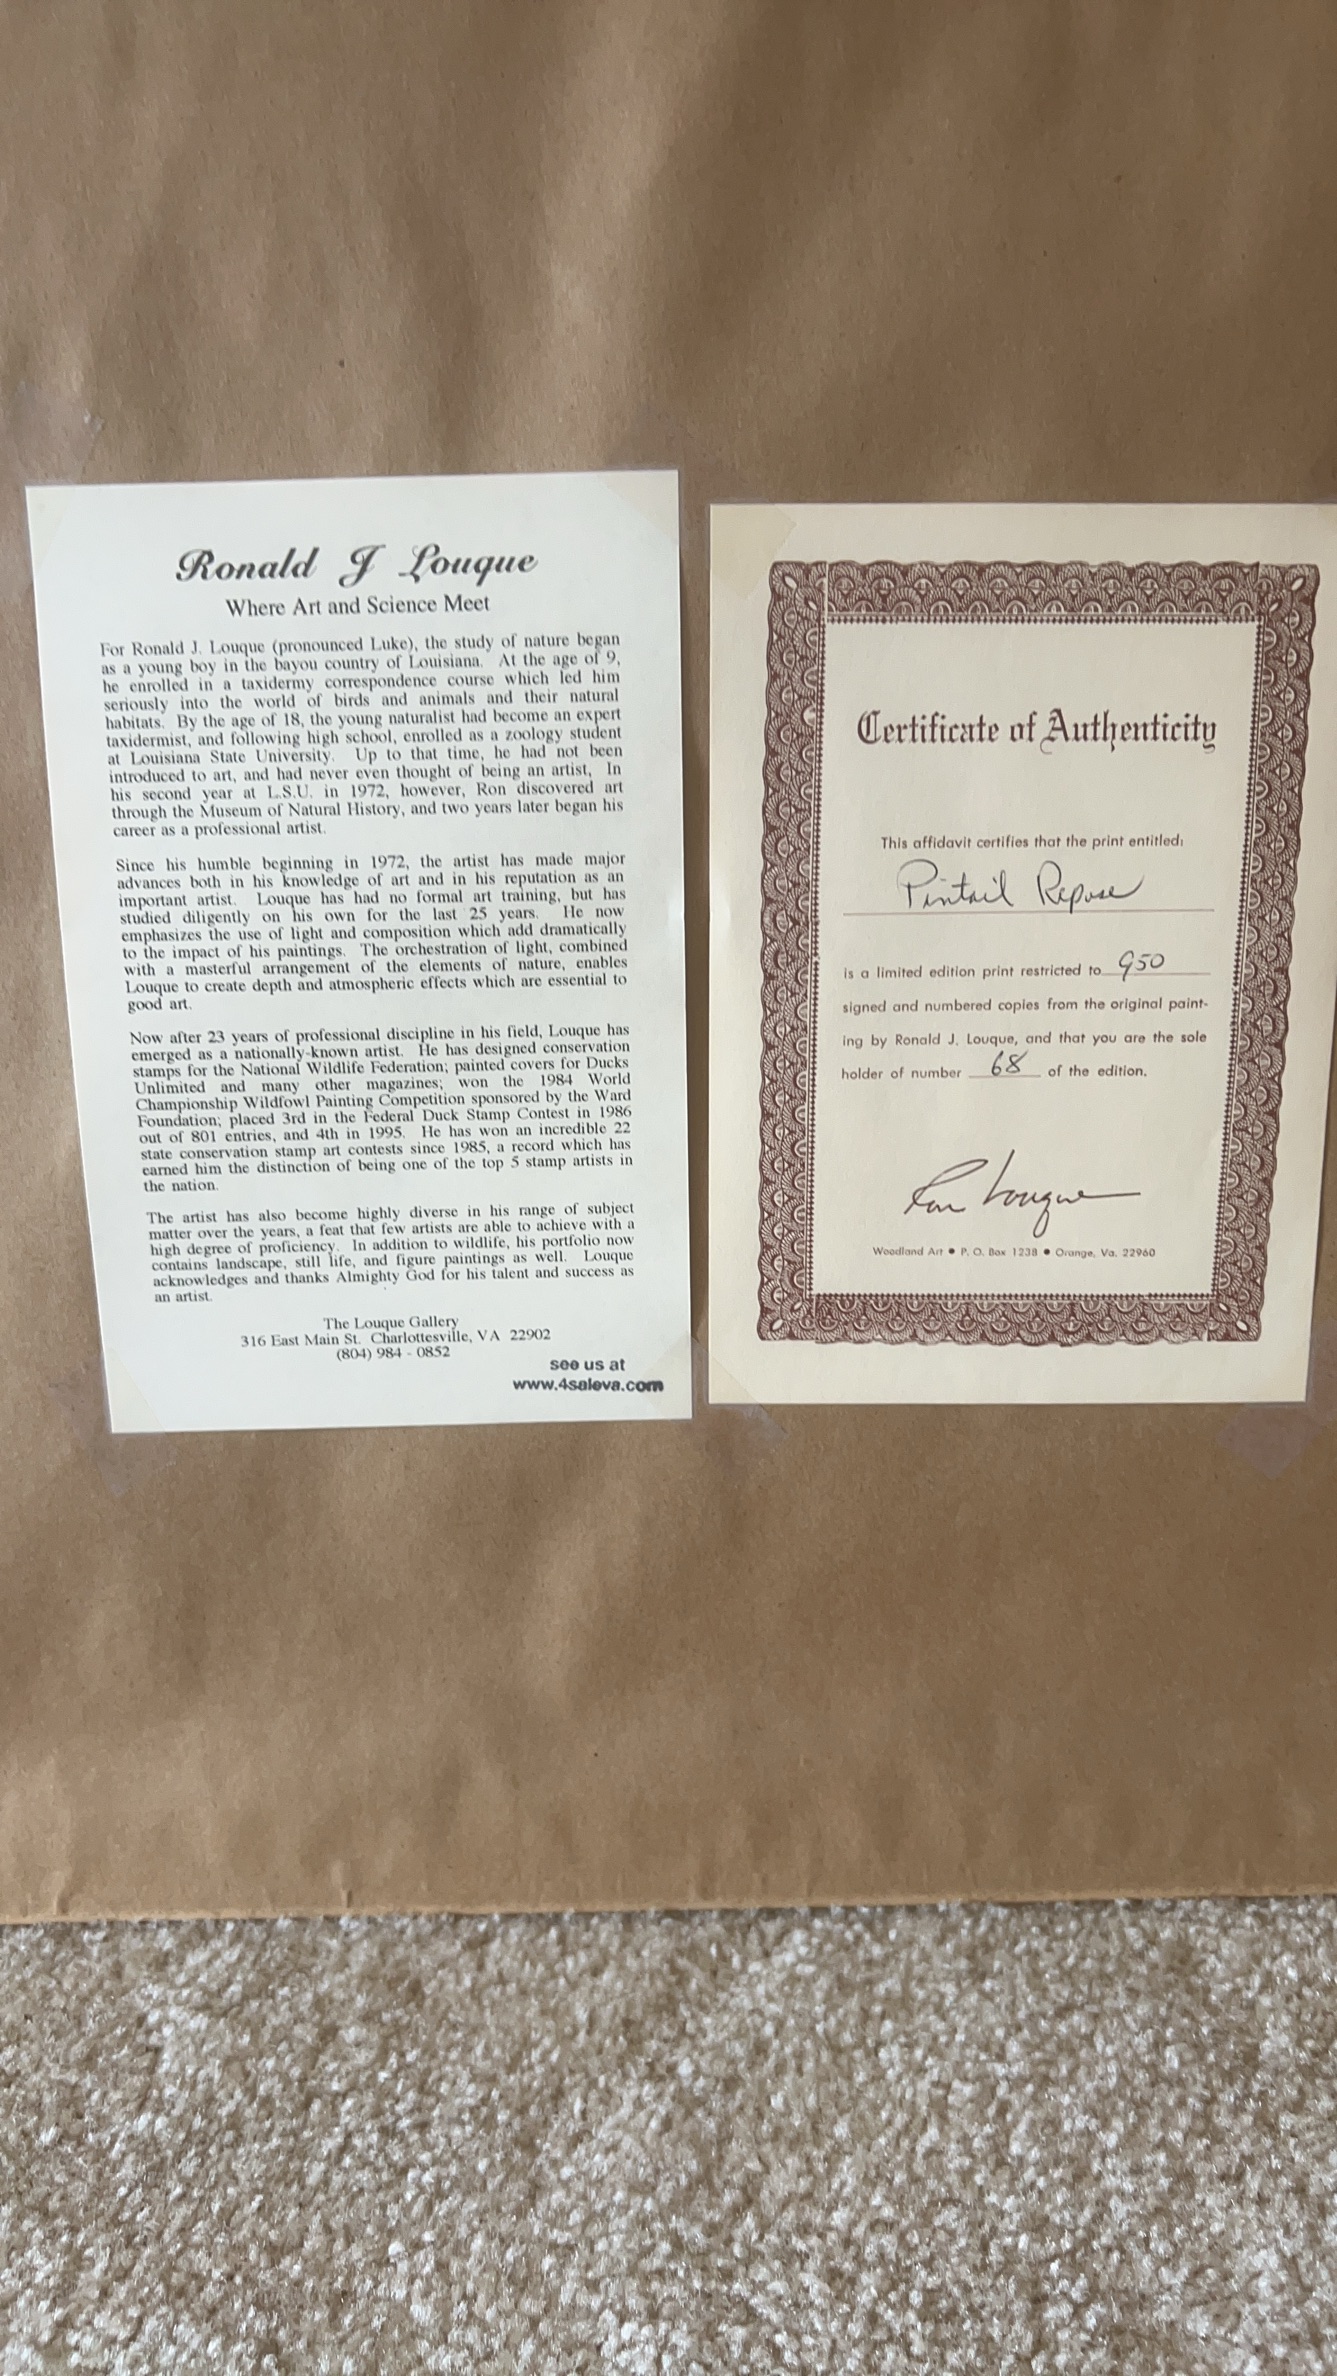 Ronald J Louque
Where Art and Science Meet
For Ronald J. Louque (pronounced Luke), the study of nature began
as a young boy in the bayou country of Louisiana. At the age of 9,
he enrolled in a taxidermy correspondence course which led him
seriously into the world of birds and animals and their natural
habitats. By the age of 18, the young naturalist had become an expert
taxidermist, and following high school, enrolled as a zoology student
at Louisiana State University. Up to that time, he had not been
introduced to art, and had never even thought of being an artist, In
his second year at L.S.U. in 1972, however, Ron discovered art
through the Museum of Natural History, and two years later began his
career as a professional artist.
Since his humble beginning in 1972, the artist has made major
advances both in his knowledge of art and in his reputation as an
important artist. Louque has had no formal art training, but has
studied diligently on his own for the last 25 years. He now
emphasizes the use of light and composition which add dramatically
to the impact of his paintings. The orchestration of light, combined
with a masterful arrangement of the elements of nature, enables
Louque to create depth and atmospheric effects which are essential to
good art.
Now after 23 years of professional discipline in his field, Louque has
emerged as a nationally-known artist. He has designed conservation
stamps for the National Wildlife Federation; painted covers for Ducks
Unlimited and many other magazines; won the 1984 World
Championship Wildfowl Painting Competition sponsored by the Ward
Foundation; placed 3rd in the Federal Duck Stamp Contest in 1986
out of 801 entries, and 4th in 1995. He has won an incredible 22
state conservation stamp art contests since 1985, a record which has
earned him the distinction of being one of the top 5 stamp artists in
the nation.
The artist has also become highly diverse in his range of subject
matter over the years, a feat that few artists are able to achieve with a
high degree of proficiency. In addition to wildlife, his portfolio now
contains landscape, still life, and figure paintings as well. Louque
acknowledges and thanks Almighty God for his talent and success as
an artist.
The Louque Gallery
316 East Main St. Charlottesville, VA 22902
(804) 984 - 0852
see us at
www.4saleva.com
Certificate of Authenticity
This affidavit certifies that the print entitled:
Pintail Repose
is a limited edition print restricted to 950
signed and numbered copies from the original paint-
ing by Ronald J. Louque, and that you are the sole
holder of number 68 of the edition.
Ron Louque
Woodland Art • P. O. Box 1238 • Orange, Va. 22960